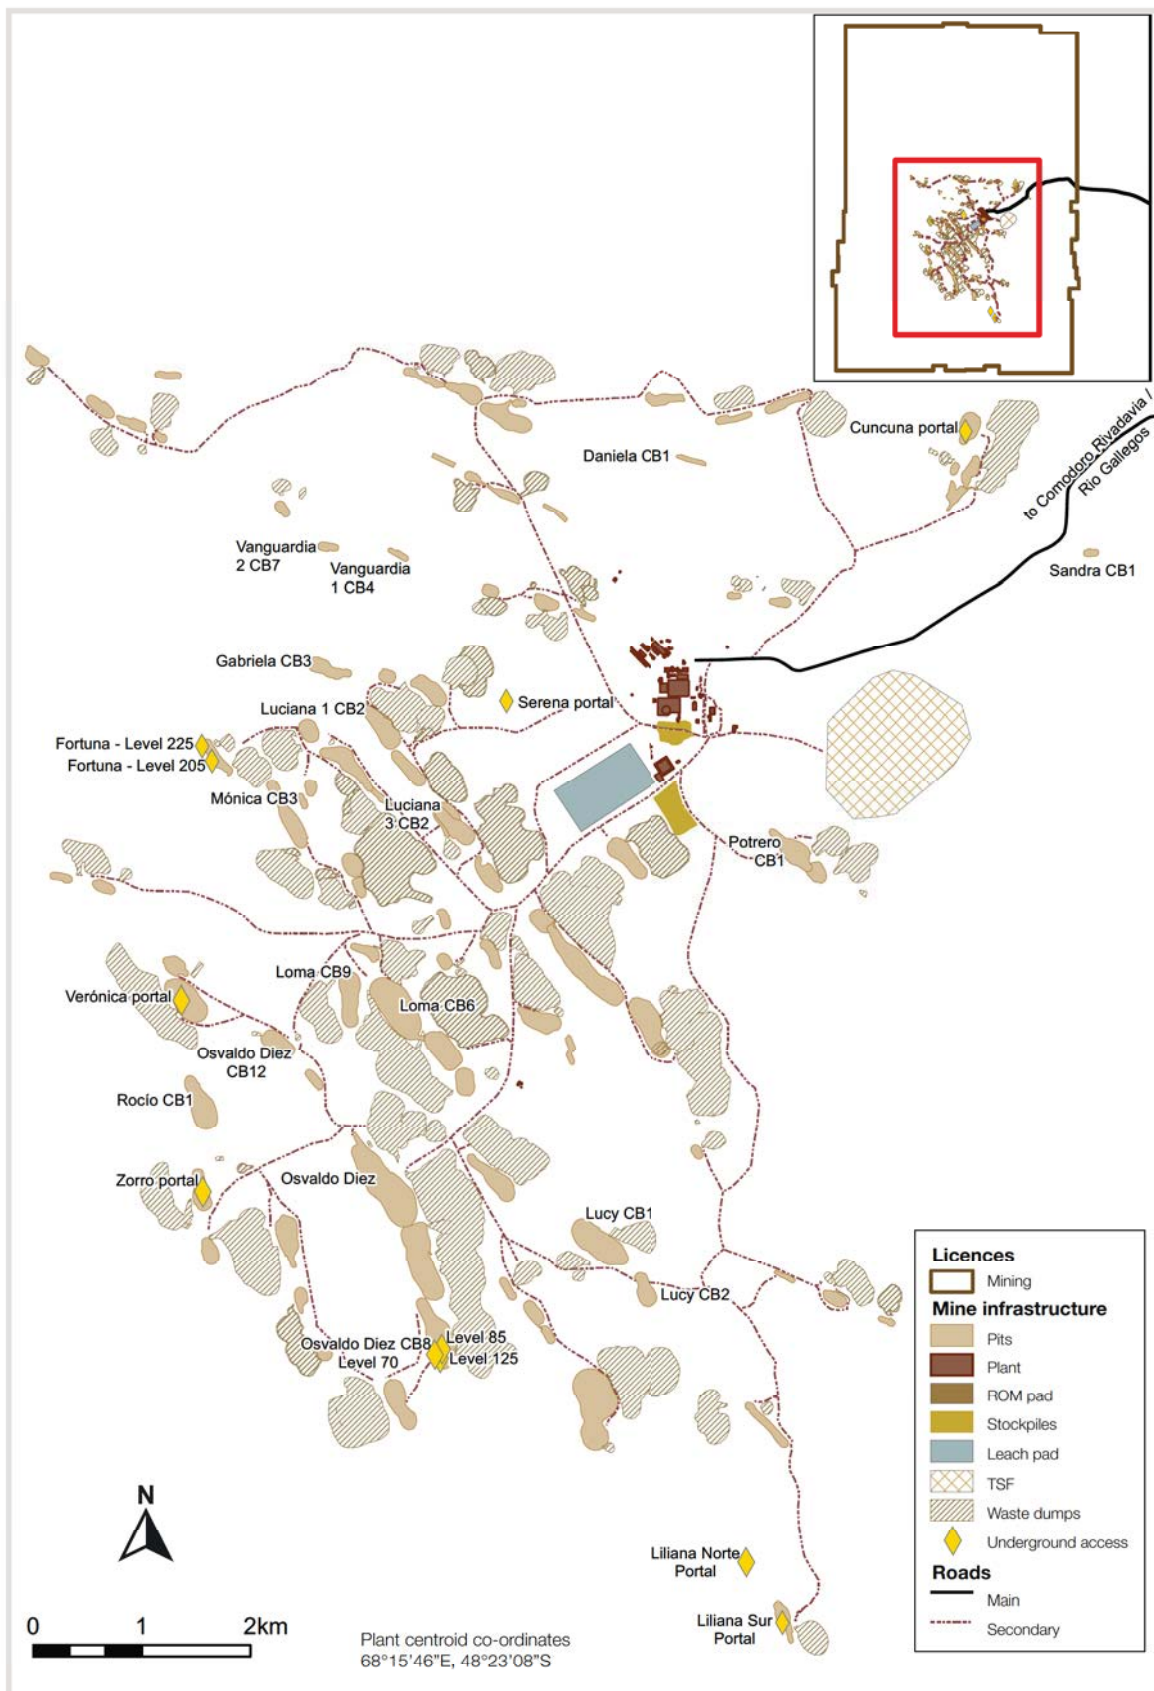 to Comodoro Rivadavia /
Rio Gallegos
Cuncuna portal
Daniela CB1
Vanguardia
2 CB7
Vanguardia
1 CB4
Sandra CB1
Gabriela CB3
Serena portal
Luciana 1 CB2
Fortuna - Level 225
Fortuna - Level 205
Mónica CB3
Luciana
3 CB2
Potrero
CB1
Loma CB9
Verónica portal
Loma CB6
Osvaldo Diez
CB12
Rocío CB1
Zorro portal
Osvaldo Diez
Lucy CB1
Lucy CB2
Osvaldo Diez CB8
Level 85
Level 70
Level 125
Liliana Norte
Portal
Liliana Sur
Portal
Licences
Mining
Mine infrastructure
Pits
Plant
ROM pad
Stockpiles
Leach pad
TSF
Waste dumps
Underground access
Roads
Main
Secondary
N
0 1 2km
Plant centroid co-ordinates
68°15'46"E, 48°23'08"S